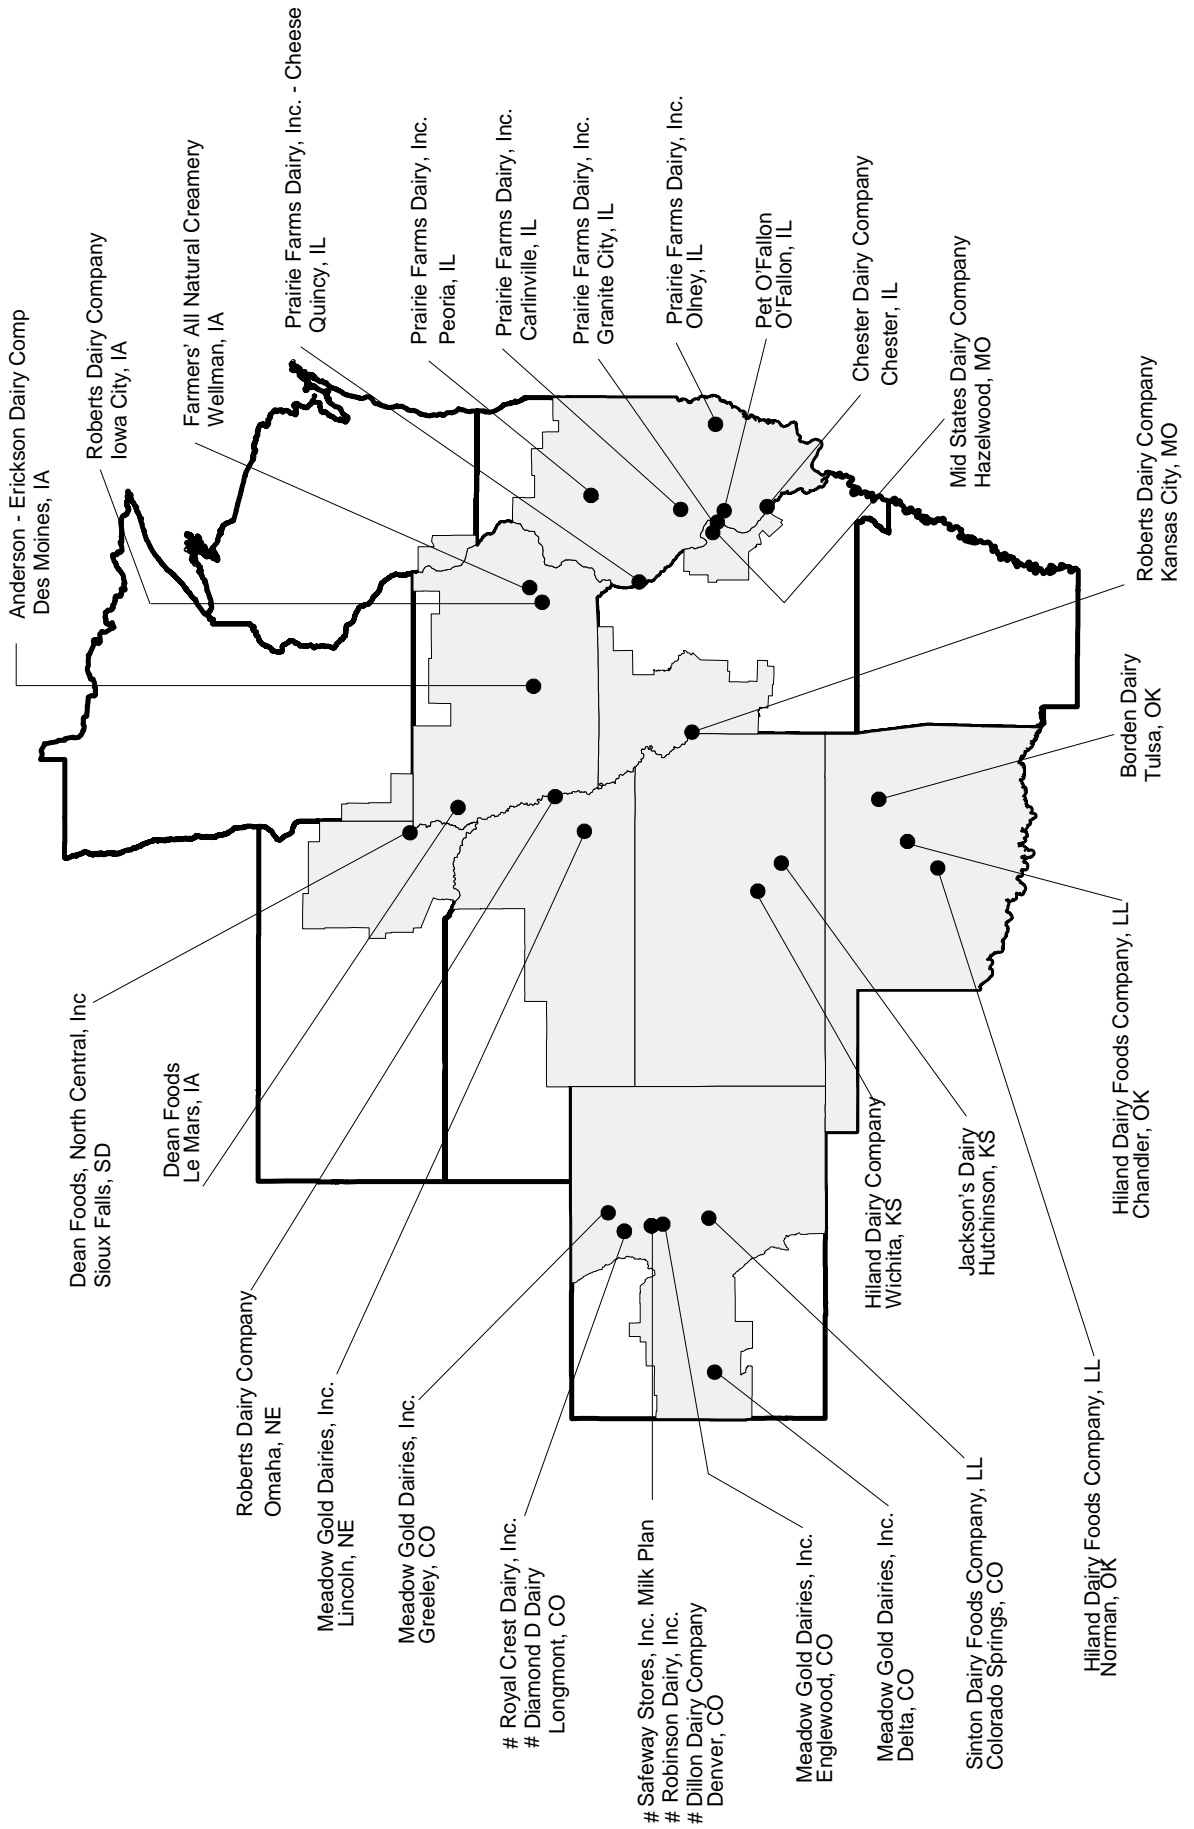 Anderson - Erickson Dairy Comp
Des Moines, IA
Roberts Dairy Company
Iowa City, IA
Farmers' All Natural Creamery
Wellman, IA
Prairie Farms Dairy, Inc. - Cheese
Quincy, IL
Prairie Farms Dairy, Inc.
Peoria, IL
Prairie Farms Dairy, Inc.
Carlinville, IL
Prairie Farms Dairy, Inc.
Granite City, IL
Prairie Farms Dairy, Inc.
Olney, IL
Pet O'Fallon
O'Fallon, IL
Chester Dairy Company
Chester, IL
Mid States Dairy Company
Hazelwood, MO
Roberts Dairy Company
Kansas City, MO
Borden Dairy
Tulsa, OK
Dean Foods, North Central, Inc
Sioux Falls, SD
Dean Foods
Le Mars, IA
Roberts Dairy Company
Omaha, NE
Meadow Gold Dairies, Inc.
Lincoln, NE
Meadow Gold Dairies, Inc.
Greeley, CO
# Royal Crest Dairy, Inc.
# Diamond D Dairy
Longmont, CO
# Safeway Stores, Inc. Milk Plan
# Robinson Dairy, Inc.
# Dillon Dairy Company
Denver, CO
Meadow Gold Dairies, Inc.
Englewood, CO
Meadow Gold Dairies, Inc.
Delta, CO
Sinton Dairy Foods Company, LL
Colorado Springs, CO
Hiland Dairy Company
Wichita, KS
Jackson's Dairy
Hutchinson, KS
Hiland Dairy Foods Company, LL
Chandler, OK
Hiland Dairy Foods Company, LL
Norman, OK